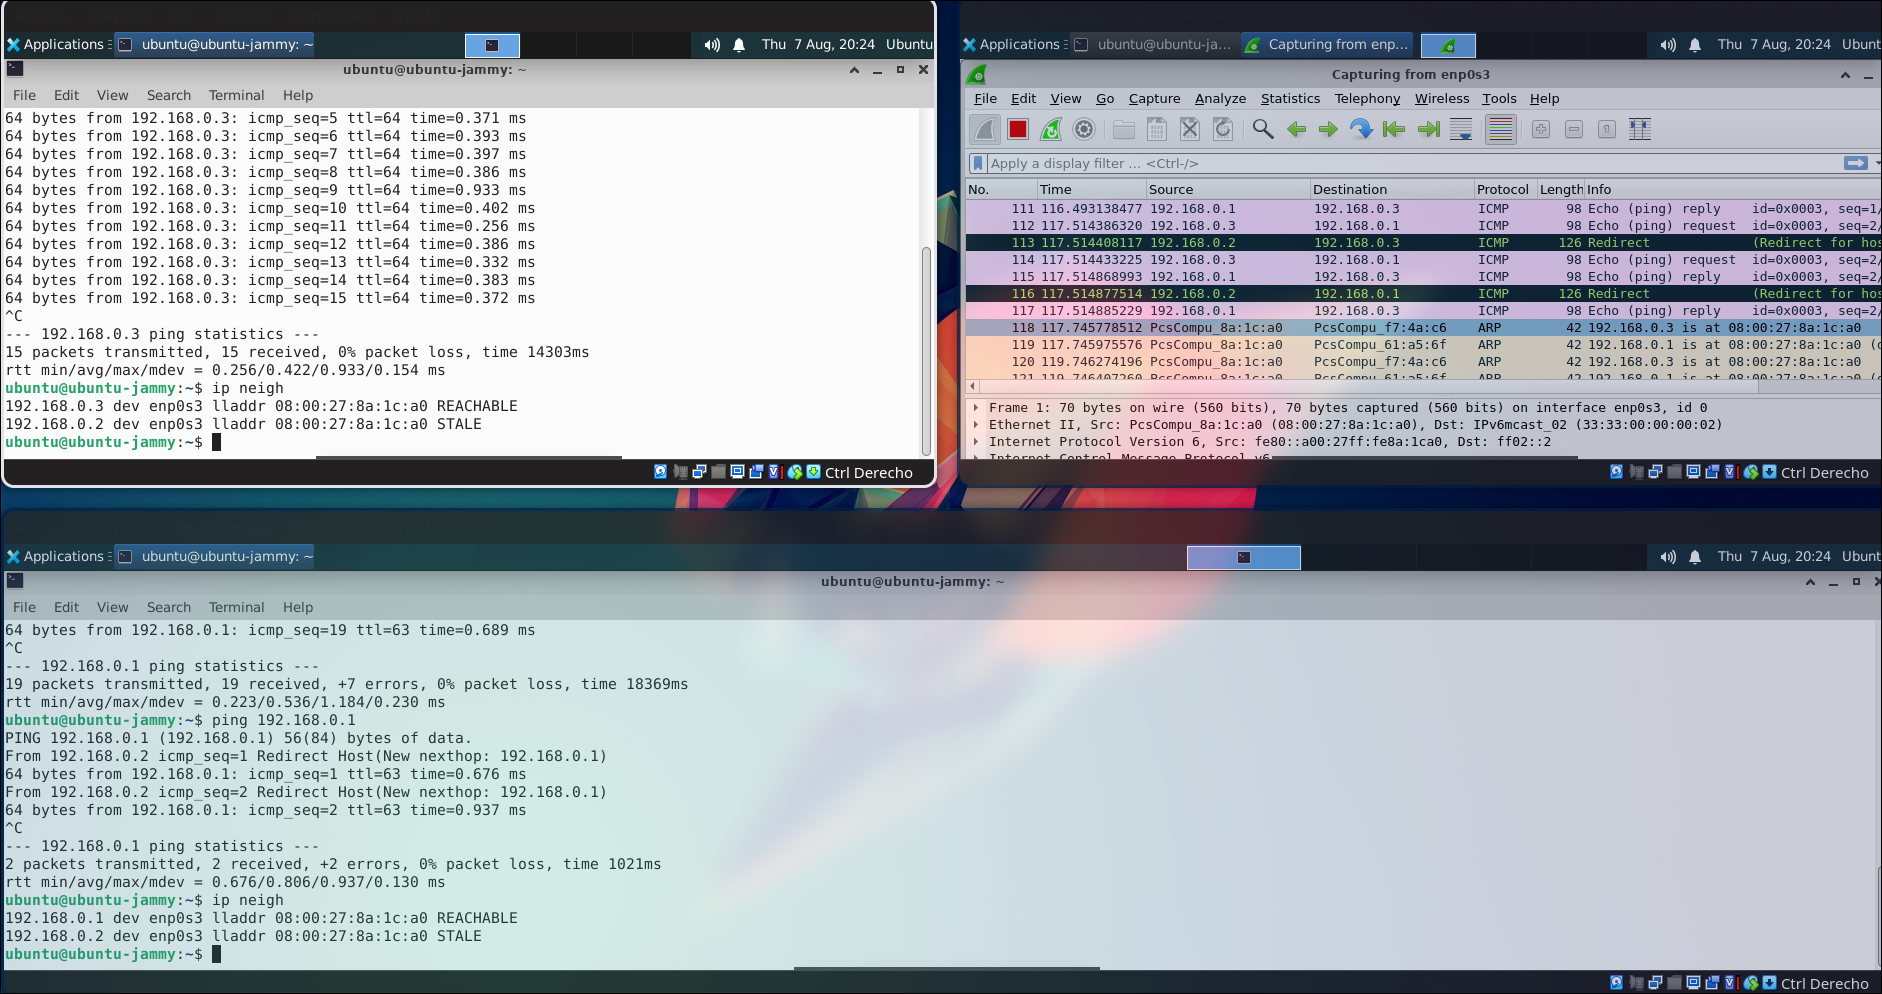 Applications
ubuntu@ubuntu-jammy: ~
Thu 7 Aug, 20:24 Ubuntu
ubuntu@ubuntu-jammy: ~
File Edit View Search Terminal Help
64 bytes from 192.168.0.3: icmp_seq=5 ttl=64 time=0.371 ms
64 bytes from 192.168.0.3: icmp_seq=6 ttl=64 time=0.393 ms
64 bytes from 192.168.0.3: icmp_seq=7 ttl=64 time=0.397 ms
64 bytes from 192.168.0.3: icmp_seq=8 ttl=64 time=0.386 ms
64 bytes from 192.168.0.3: icmp_seq=9 ttl=64 time=0.933 ms
64 bytes from 192.168.0.3: icmp_seq=10 ttl=64 time=0.402 ms
64 bytes from 192.168.0.3: icmp_seq=11 ttl=64 time=0.256 ms
64 bytes from 192.168.0.3: icmp_seq=12 ttl=64 time=0.386 ms
64 bytes from 192.168.0.3: icmp_seq=13 ttl=64 time=0.332 ms
64 bytes from 192.168.0.3: icmp_seq=14 ttl=64 time=0.383 ms
64 bytes from 192.168.0.3: icmp_seq=15 ttl=64 time=0.372 ms
^C
--- 192.168.0.3 ping statistics ---
15 packets transmitted, 15 received, 0% packet loss, time 14303ms
rtt min/avg/max/mdev = 0.256/0.422/0.933/0.154 ms
ubuntu@ubuntu-jammy:~$ ip neigh
192.168.0.3 dev enp0s3 lladdr 08:00:27:8a:1c:a0 REACHABLE
192.168.0.2 dev enp0s3 lladdr 08:00:27:8a:1c:a0 STALE
ubuntu@ubuntu-jammy:~$
Ctrl Derecho
Applications
ubuntu@ubuntu-ja...
Capturing from enp...
Thu 7 Aug, 20:24 Ubunt
Capturing from enp0s3
File Edit View Go Capture Analyze Statistics Telephony Wireless Tools Help
Apply a display filter ... <Ctrl-/>
No. Time Source Destination Protocol Length Info
111 116.493138477 192.168.0.1 192.168.0.3 ICMP 98 Echo (ping) reply id=0x0003, seq=1/
112 117.514386320 192.168.0.3 192.168.0.1 ICMP 98 Echo (ping) request id=0x0003, seq=2/
113 117.514408117 192.168.0.2 192.168.0.3 ICMP 126 Redirect (Redirect for hos
114 117.514433225 192.168.0.3 192.168.0.1 ICMP 98 Echo (ping) request id=0x0003, seq=2/
115 117.514868993 192.168.0.1 192.168.0.3 ICMP 98 Echo (ping) reply id=0x0003, seq=2/
116 117.514877514 192.168.0.2 192.168.0.1 ICMP 126 Redirect (Redirect for hos
117 117.514885229 192.168.0.1 192.168.0.3 ICMP 98 Echo (ping) reply id=0x0003, seq=2/
118 117.745778512 PcsCompu_8a:1c:a0 PcsCompu_f7:4a:c6 ARP 42 192.168.0.3 is at 08:00:27:8a:1c:a0
119 117.745975576 PcsCompu_8a:1c:a0 PcsCompu_61:a5:6f ARP 42 192.168.0.1 is at 08:00:27:8a:1c:a0 (d
120 119.746274196 PcsCompu_8a:1c:a0 PcsCompu_f7:4a:c6 ARP 42 192.168.0.3 is at 08:00:27:8a:1c:a0
121 119.746407260 PcsCompu_8a:1c:a0 PcsCompu_61:a5:6f ARP 42 192.168.0.1 is at 08:00:27:8a:1c:a0
Frame 1: 70 bytes on wire (560 bits), 70 bytes captured (560 bits) on interface enp0s3, id 0
Ethernet II, Src: PcsCompu_8a:1c:a0 (08:00:27:8a:1c:a0), Dst: IPv6mcast_02 (33:33:00:00:00:02)
Internet Protocol Version 6, Src: fe80::a00:27ff:fe8a:1ca0, Dst: ff02::2
Internet Control Message Protocol v6
Ctrl Derecho
Applications
ubuntu@ubuntu-jammy: ~
Thu 7 Aug, 20:24 Ubunt
ubuntu@ubuntu-jammy: ~
File Edit View Search Terminal Help
64 bytes from 192.168.0.1: icmp_seq=19 ttl=63 time=0.689 ms
^C
--- 192.168.0.1 ping statistics ---
19 packets transmitted, 19 received, +7 errors, 0% packet loss, time 18369ms
rtt min/avg/max/mdev = 0.223/0.536/1.184/0.230 ms
ubuntu@ubuntu-jammy:~$ ping 192.168.0.1
PING 192.168.0.1 (192.168.0.1) 56(84) bytes of data.
From 192.168.0.2 icmp_seq=1 Redirect Host(New nexthop: 192.168.0.1)
64 bytes from 192.168.0.1: icmp_seq=1 ttl=63 time=0.676 ms
From 192.168.0.2 icmp_seq=2 Redirect Host(New nexthop: 192.168.0.1)
64 bytes from 192.168.0.1: icmp_seq=2 ttl=63 time=0.937 ms
^C
--- 192.168.0.1 ping statistics ---
2 packets transmitted, 2 received, +2 errors, 0% packet loss, time 1021ms
rtt min/avg/max/mdev = 0.676/0.806/0.937/0.130 ms
ubuntu@ubuntu-jammy:~$ ip neigh
192.168.0.1 dev enp0s3 lladdr 08:00:27:8a:1c:a0 REACHABLE
192.168.0.2 dev enp0s3 lladdr 08:00:27:8a:1c:a0 STALE
ubuntu@ubuntu-jammy:~$
Ctrl Derecho